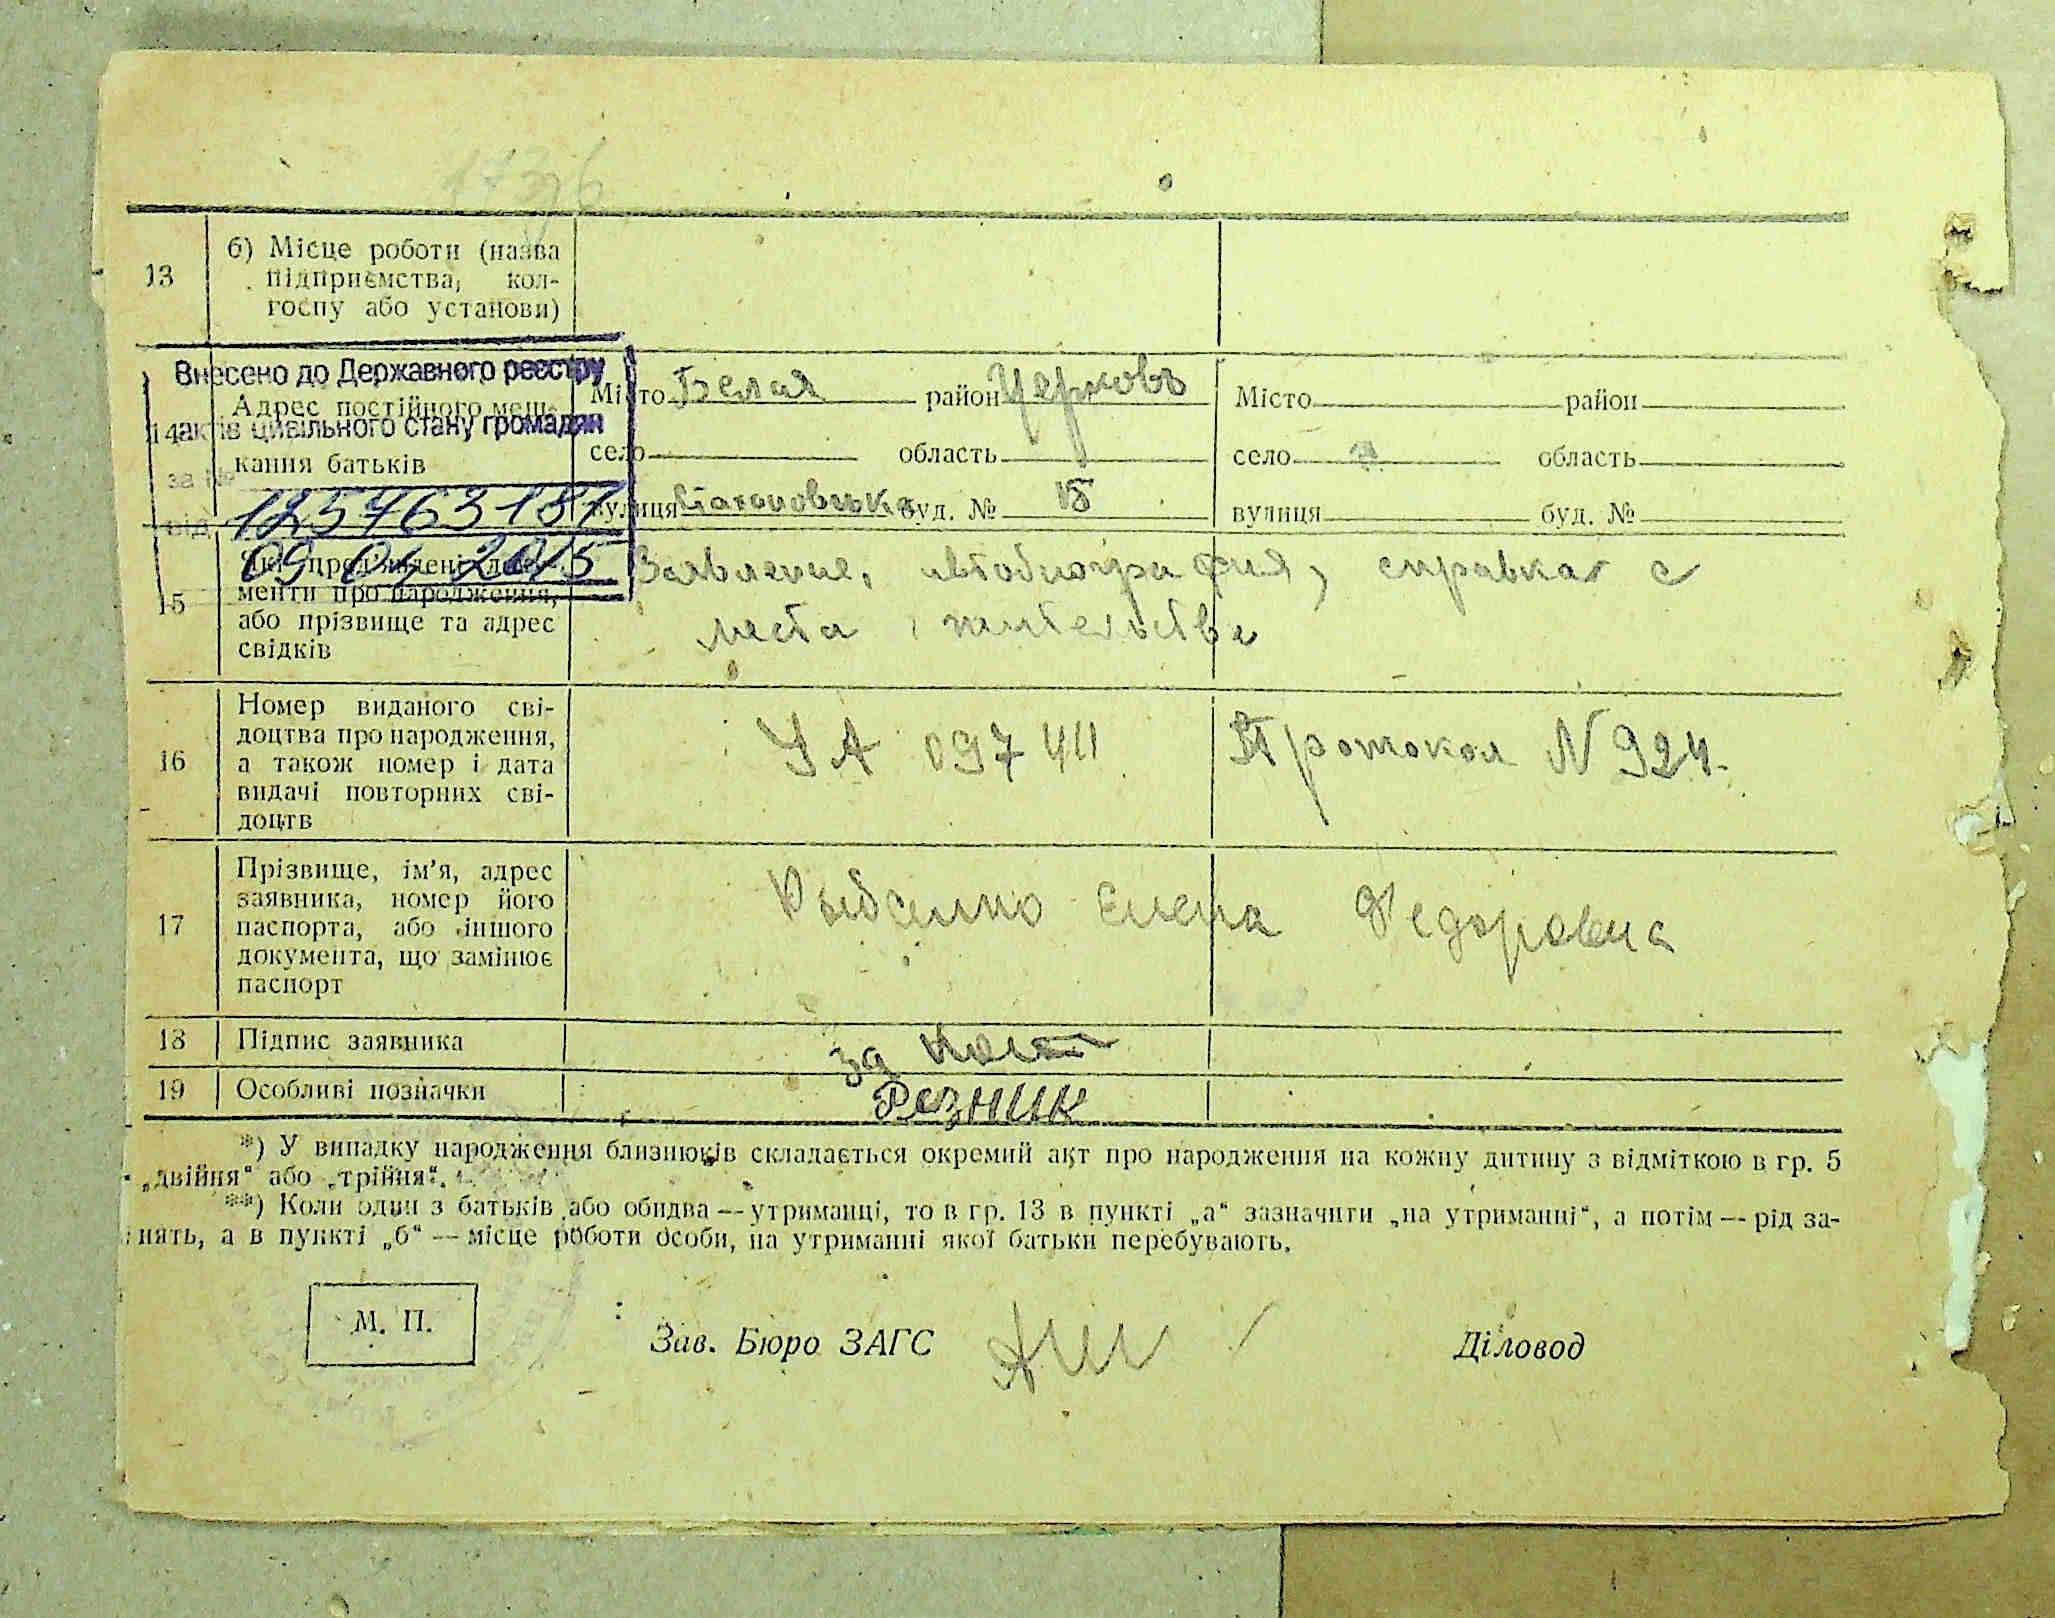 13
б) Місце роботи (назва
підприємства, кол-
госпу або установи)
Внесено до Державного реєстру
актів цивільного стану громадян
за №
125763181
від 09 04 2015
14
Адрес постійного меш-
кання батьків
Місто Белая район Церковь
село область
вулиця буд. №
Місто район
село область
вулиця буд. №
15
менти про народження,
або прізвище та адрес
свідків
Заявление, автобиография, справка с
места жительства
16
Номер виданого сві-
доцтва про народження,
а також номер і дата
видачі повторних сві-
доцтв
УА 097411
Протокол N 924.
17
Прізвище, ім’я, адрес
заявника, номер його
паспорта, або іншого
документа, що замінює
паспорт
Елена Федоровна
18
Підпис заявника
за
19
Особливі позначки
Резник
*) У випадку народження близнюків складається окремий акт про народження на кожну дитину з відміткою в гр. 5
„двійня“ або „трійня“.
**) Коли один з батьків або обидва — утриманці, то в гр. 13 в пункті „а“ зазначити „на утриманні“, а потім — рід за-
нять, а в пункті „б“ — місце роботи особи, на утриманні якої батьки перебувають.
М. П.
Зав. Бюро ЗАГС
Діловод